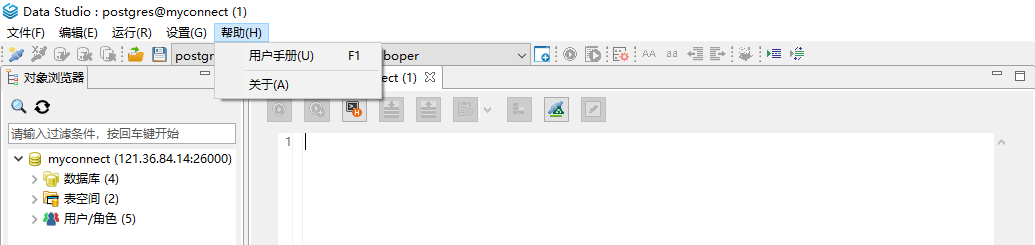 Data Studio : postgres@myconnect (1)
文件(F) 编辑(E) 运行(R) 设置(G) 帮助(H)
postgr boper AA aa
用户手册(U) F1
关于(A)
对象浏览器
ect (1)
请输入过滤条件，按回车键开始
1
myconnect (121.36.84.14:26000)
数据库 (4)
表空间 (2)
用户/角色 (5)